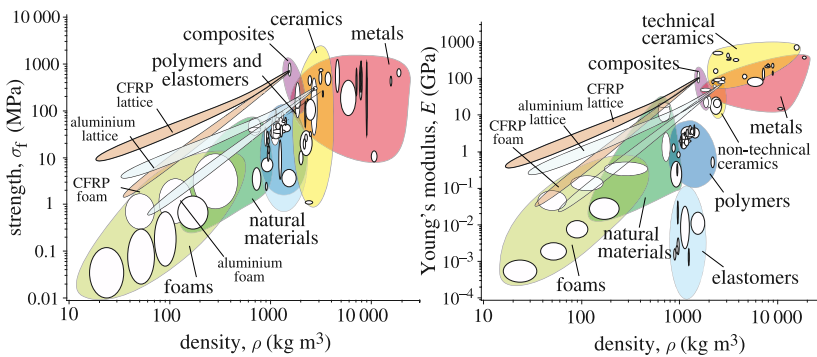 ceramics
composites
metals
polymers and
elastomers
CFRP
lattice
aluminium
lattice
CFRP
foam
natural
materials
aluminium
foam
foams
10 000
1000
100
10
1
0.1
0.01
strength, σf (MPa)
10
100
1000
10 000
density, ρ (kg m³)
technical
ceramics
composites
CFRP
lattice
aluminium
lattice
CFRP
foam
metals
non-technical
ceramics
polymers
natural
materials
elastomers
foams
1000
100
10
1
10⁻¹
10⁻²
10⁻³
10⁻⁴
Young's modulus, E (GPa)
10
100
1000
10 000
density, ρ (kg m³)